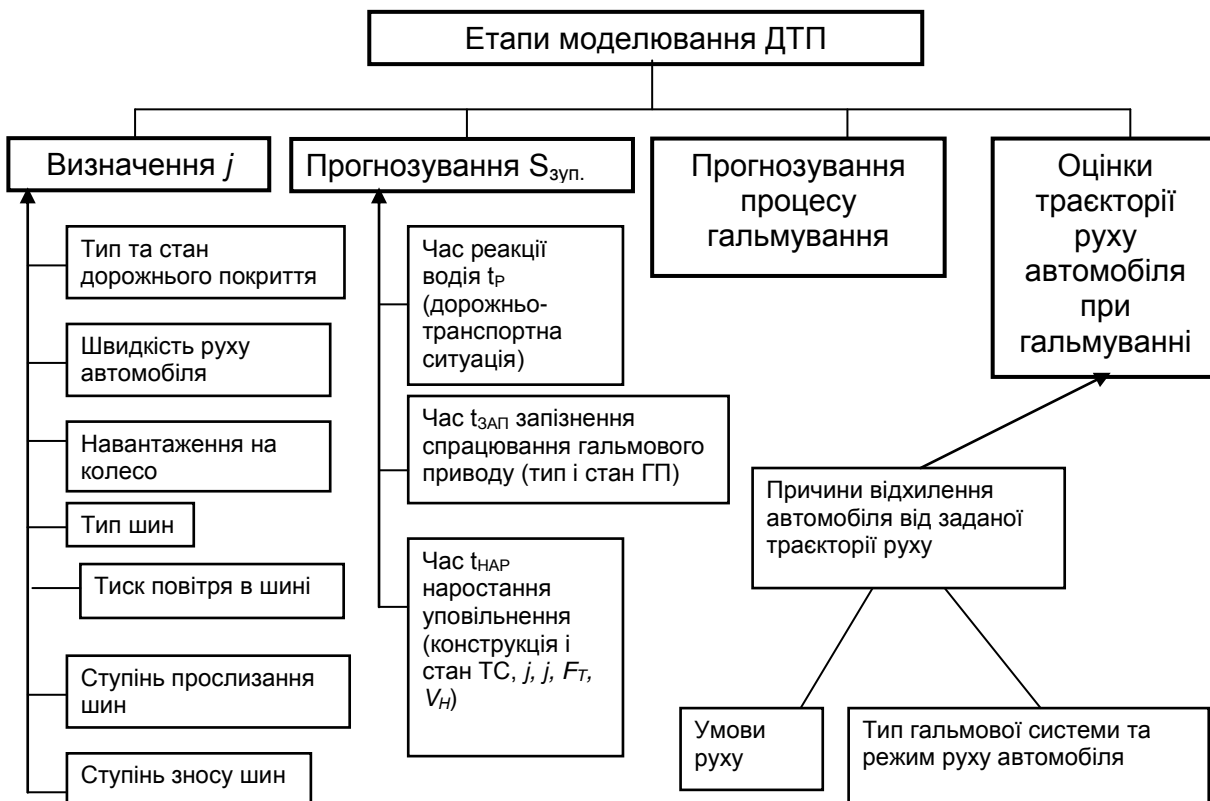 Етапи моделювання ДТП
Визначення j
Прогнозування Sзуп.
Прогнозування
процесу
гальмування
Оцінки
траєкторії
руху
автомобіля
при
гальмуванні
Тип та стан
дорожнього покриття
Швидкість руху
автомобіля
Навантаження на
колесо
Тип шин
Тиск повітря в шині
Ступінь прослизання
шин
Ступінь зносу шин
Час реакції
водія tР
(дорожньо-
транспортна
ситуація)
Час tЗАП запізнення
спрацювання гальмового
приводу (тип і стан ГП)
Час tНАР
наростання
уповільнення
(конструкція і
стан ТС, j, j, FТ,
VН)
Причини відхилення
автомобіля від заданої
траєкторії руху
Умови
руху
Тип гальмової системи та
режим руху автомобіля